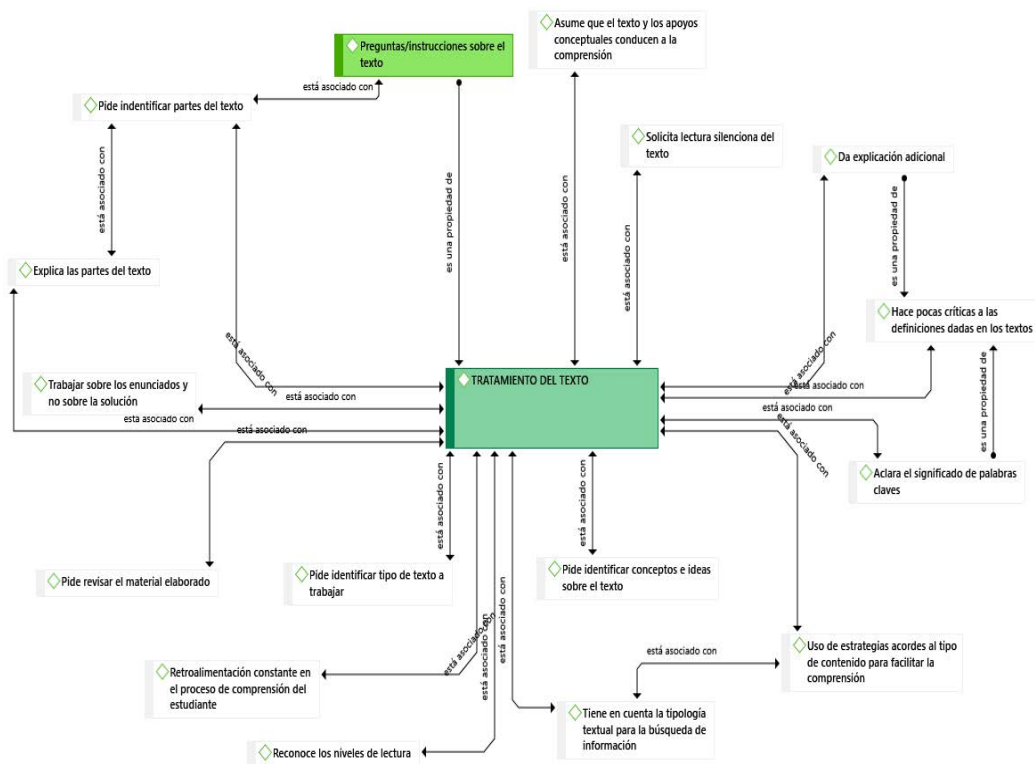 Asume que el texto y los apoyos
conceptuales conducen a la
comprensión
Preguntas/instrucciones sobre el
texto
está asociado con
Pide indentificar partes del texto
Solicita lectura silenciona del
texto
Da explicación adicional
está asociado con
es una propiedad de
está asociado con
está asociado con
es una propiedad de
Explica las partes del texto
Hace pocas críticas a las
definiciones dadas en los textos
está asociado con
está asociado con
es una propiedad de
TRATAMIENTO DEL TEXTO
Trabajar sobre los enunciados y
no sobre la solución
está asociado con
está asociado con
está asociado con
está asociado con
está asociado con
está asociado con
está asociado con
Aclara el significado de palabras
claves
está asociado con
está asociado con
Pide revisar el material elaborado
Pide identificar tipo de texto a
trabajar
Pide identificar conceptos e ideas
sobre el texto
está asociado con
está asociado con
está asociado con
Uso de estrategias acordes al tipo
de contenido para facilitar la
comprensión
está asociado con
Retroalimentación constante en
el proceso de comprensión del
estudiante
Tiene en cuenta la tipología
textual para la búsqueda de
información
Reconoce los niveles de lectura